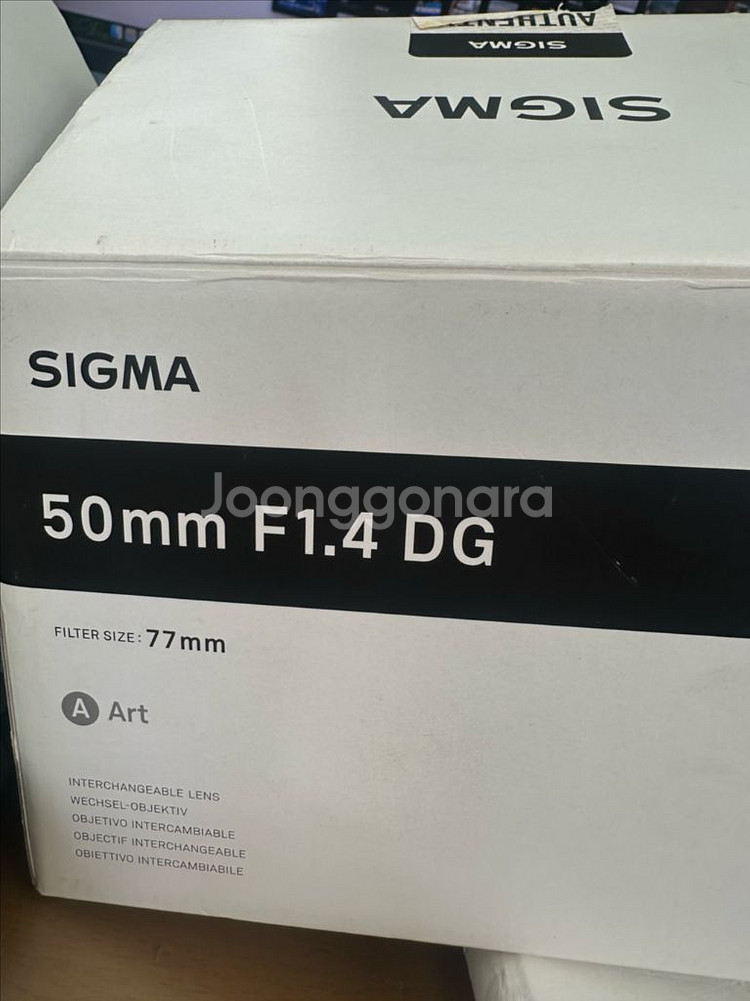 AUTHENTI
SIGMA
SIGMA
SIGMA
Joonggonara
50mm F1.4 DG
FILTER SIZE: 77mm
A Art
INTERCHANGEABLE LENS
WECHSEL-OBJEKTIV
OBJETIVO INTERCAMBIABLE
OBJECTIF INTERCHANGEABLE
OBIETTIVO INTERCAMBIABILE